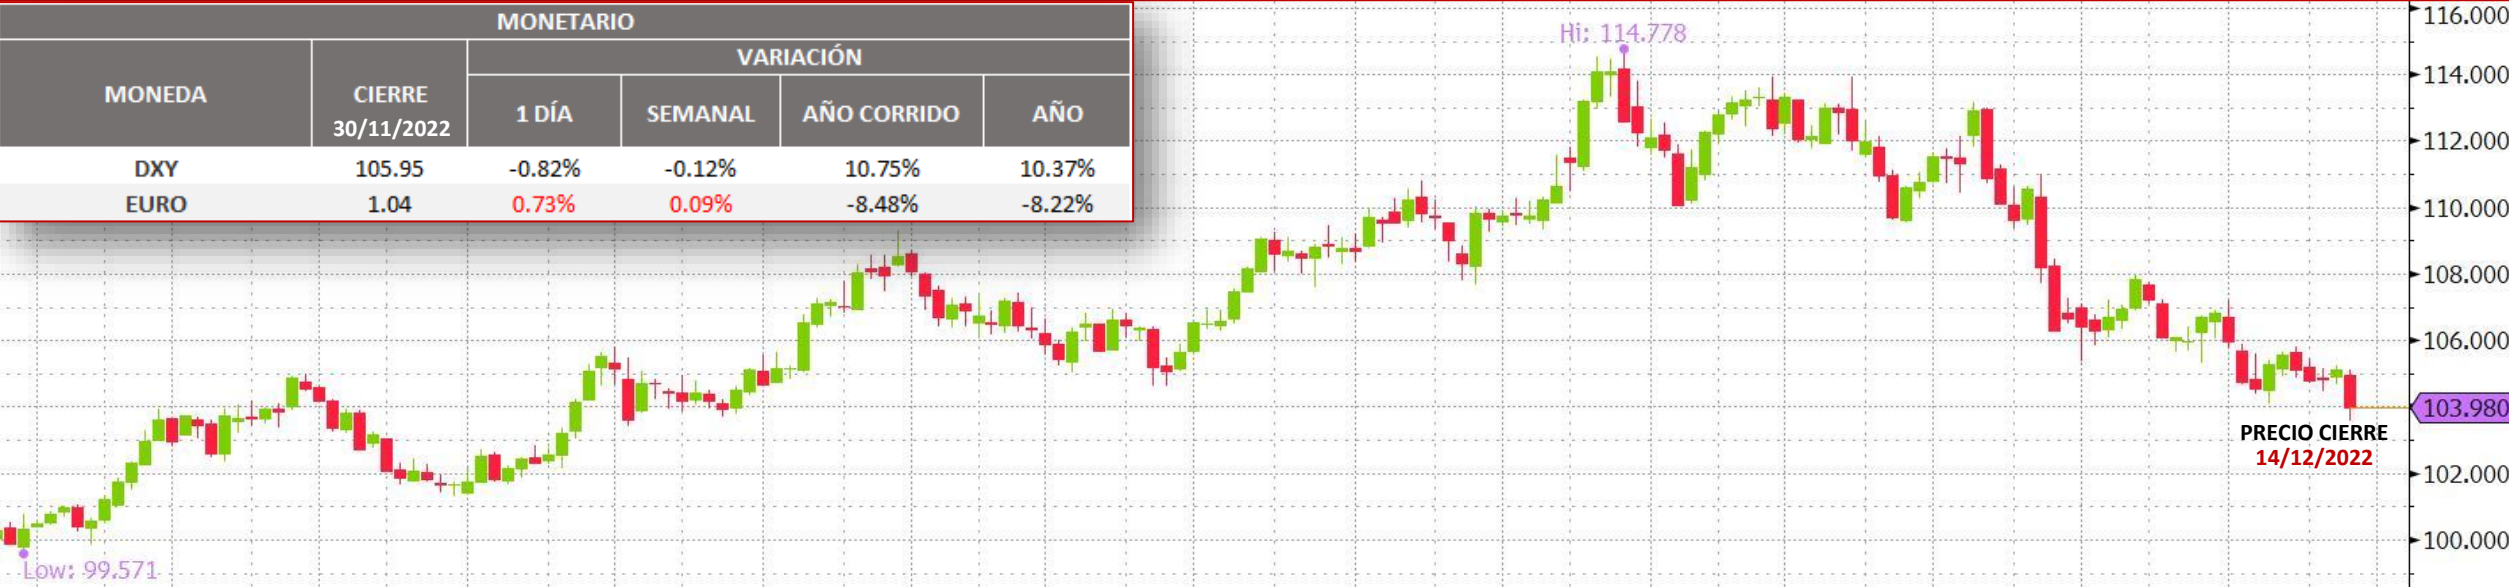 MONETARIO
MONEDA
CIERRE
30/11/2022
VARIACIÓN
1 DÍA SEMANAL AÑO CORRIDO AÑO
DXY 105.95 -0.82% -0.12% 10.75% 10.37%
EURO 1.04 0.73% 0.09% -8.48% -8.22%
Hi: 114.778
Low: 99.571
116.000
114.000
112.000
110.000
108.000
106.000
103.980
102.000
100.000
PRECIO CIERRE
14/12/2022